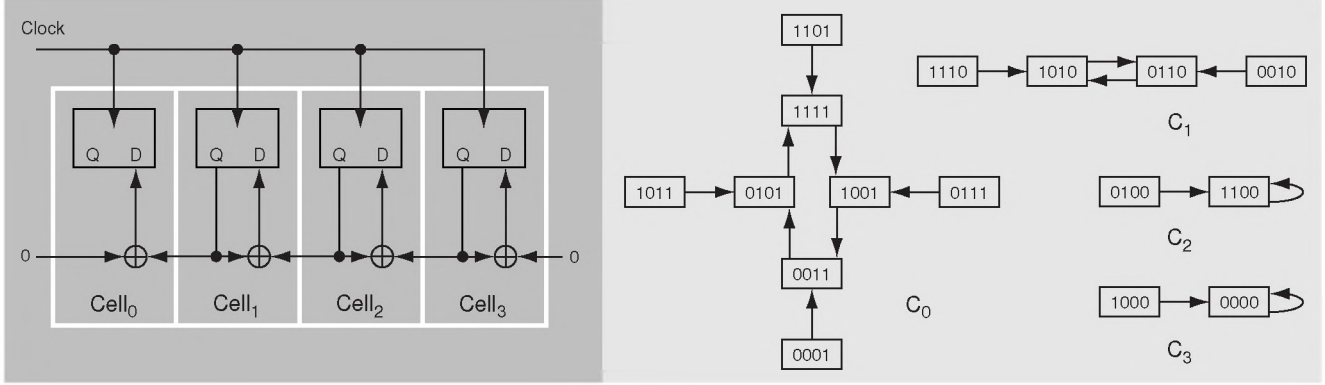 Clock
Q D Q D Q D Q D
0 0
Cell0 Cell1 Cell2 Cell3
1101
1111
1011 0101 1001 0111
0011
C0
0001
1110 1010 0110 0010
C1
0100 1100
C2
1000 0000
C3